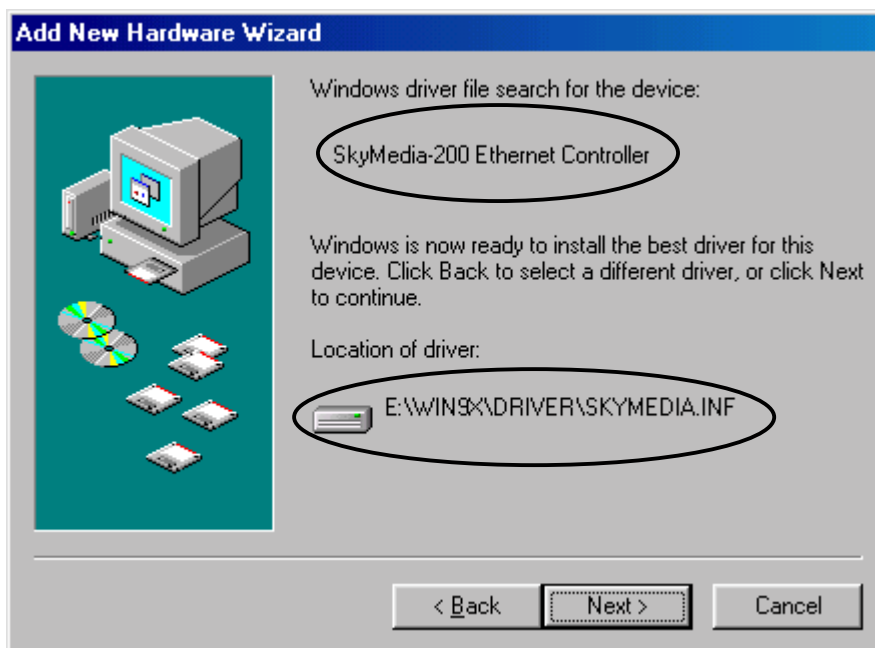 Add New Hardware Wizard
Windows driver file search for the device:
SkyMedia-200 Ethernet Controller
Windows is now ready to install the best driver for this
device. Click Back to select a different driver, or click Next
to continue.
Location of driver:
E:\WIN9X\DRIVER\SKYMEDIA.INF
< Back
Next >
Cancel